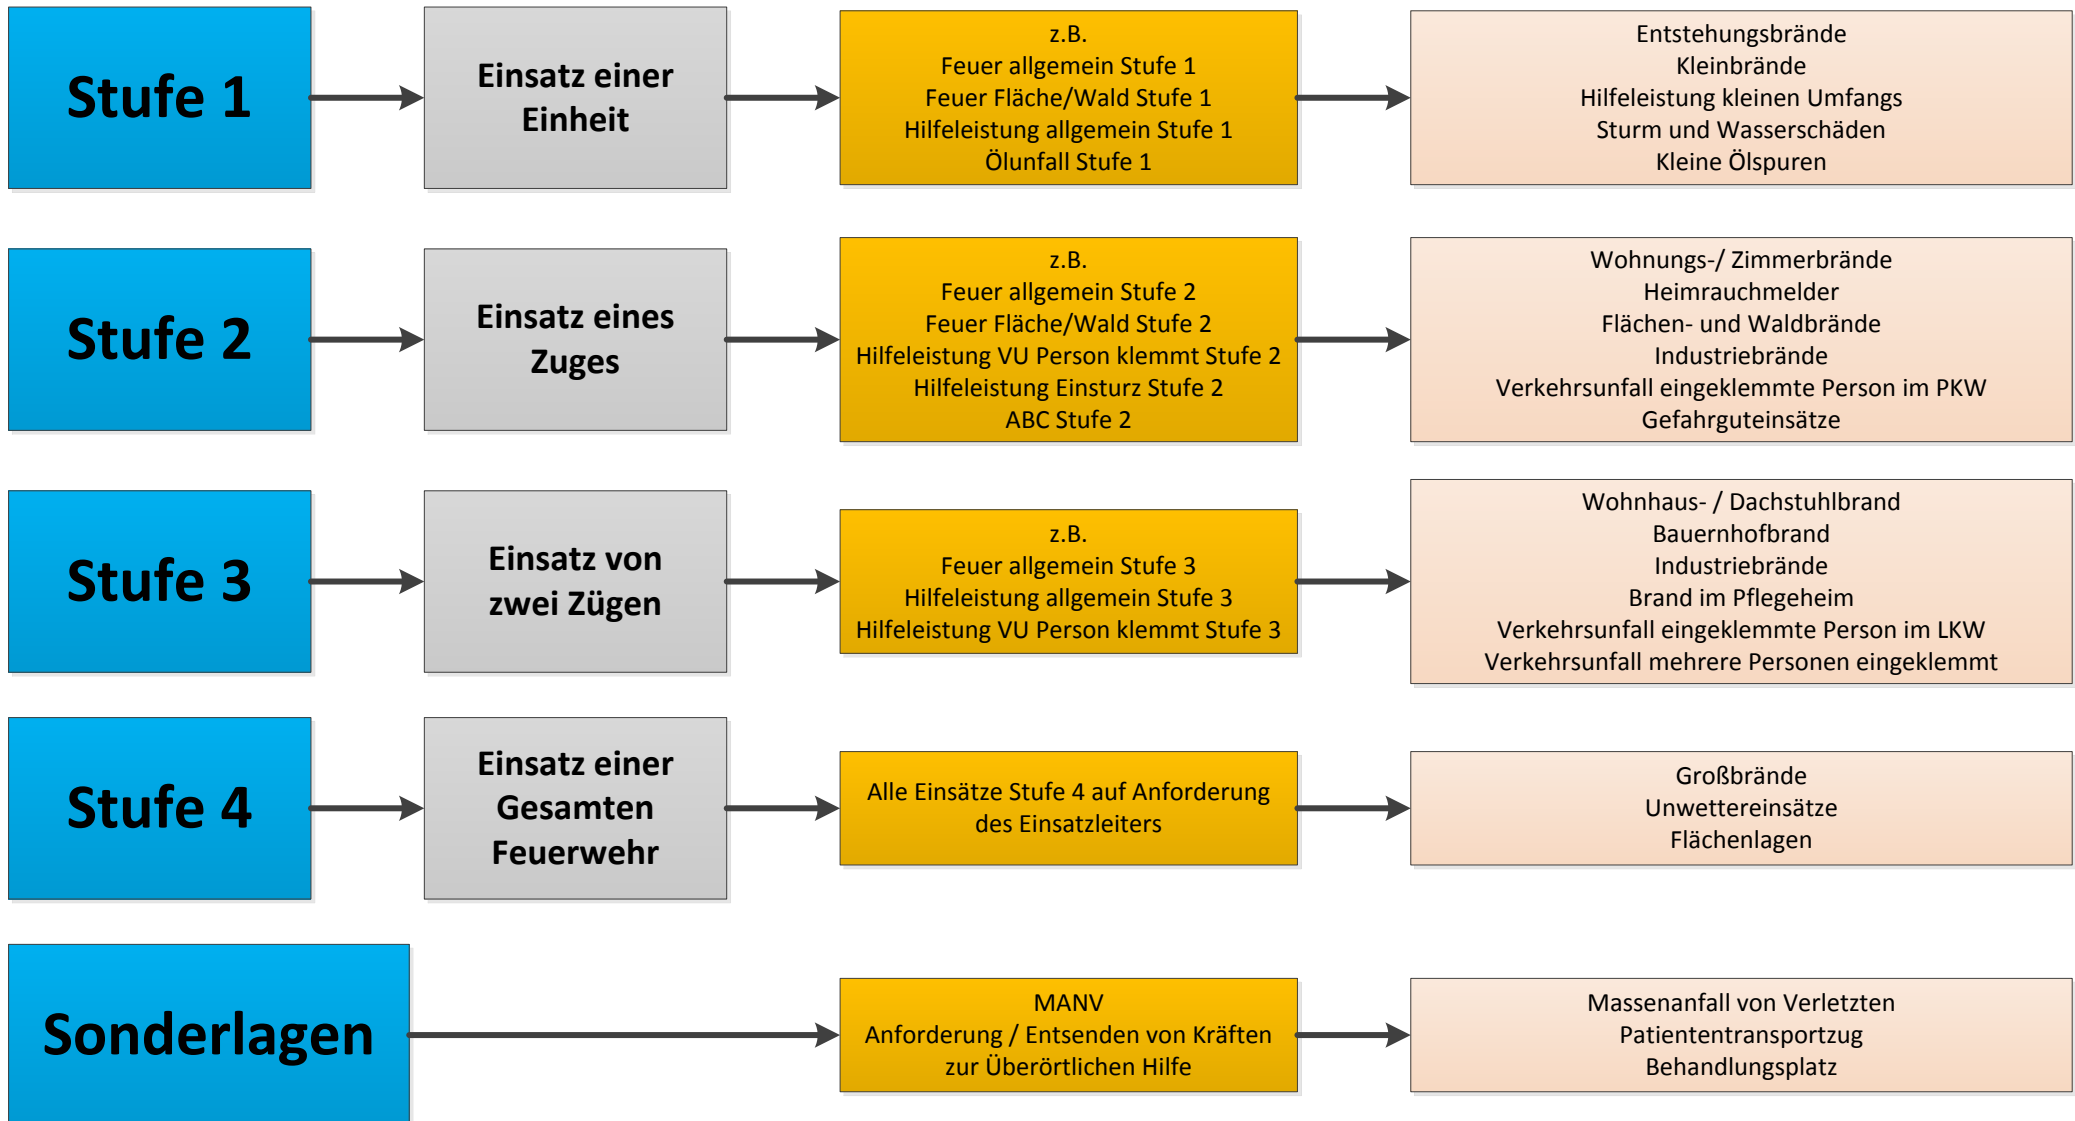 Stufe 1
Einsatz einer
Einheit
z.B.
Feuer allgemein Stufe 1
Feuer Fläche/Wald Stufe 1
Hilfeleistung allgemein Stufe 1
Ölunfall Stufe 1
Entstehungsbrände
Kleinbrände
Hilfeleistung kleinen Umfangs
Sturm und Wasserschäden
Kleine Ölspuren
Stufe 2
Einsatz eines
Zuges
z.B.
Feuer allgemein Stufe 2
Feuer Fläche/Wald Stufe 2
Hilfeleistung VU Person klemmt Stufe 2
Hilfeleistung Einsturz Stufe 2
ABC Stufe 2
Wohnungs-/ Zimmerbrände
Heimrauchmelder
Flächen- und Waldbrände
Industriebrände
Verkehrsunfall eingeklemmte Person im PKW
Gefahrguteinsätze
Stufe 3
Einsatz von
zwei Zügen
z.B.
Feuer allgemein Stufe 3
Hilfeleistung allgemein Stufe 3
Hilfeleistung VU Person klemmt Stufe 3
Wohnhaus- / Dachstuhlbrand
Bauernhofbrand
Industriebrände
Brand im Pflegeheim
Verkehrsunfall eingeklemmte Person im LKW
Verkehrsunfall mehrere Personen eingeklemmt
Stufe 4
Einsatz einer
Gesamten
Feuerwehr
Alle Einsätze Stufe 4 auf Anforderung
des Einsatzleiters
Großbrände
Unwettereinsätze
Flächenlagen
Sonderlagen
MANV
Anforderung / Entsenden von Kräften
zur Überörtlichen Hilfe
Massenanfall von Verletzten
Patiententransportzug
Behandlungsplatz